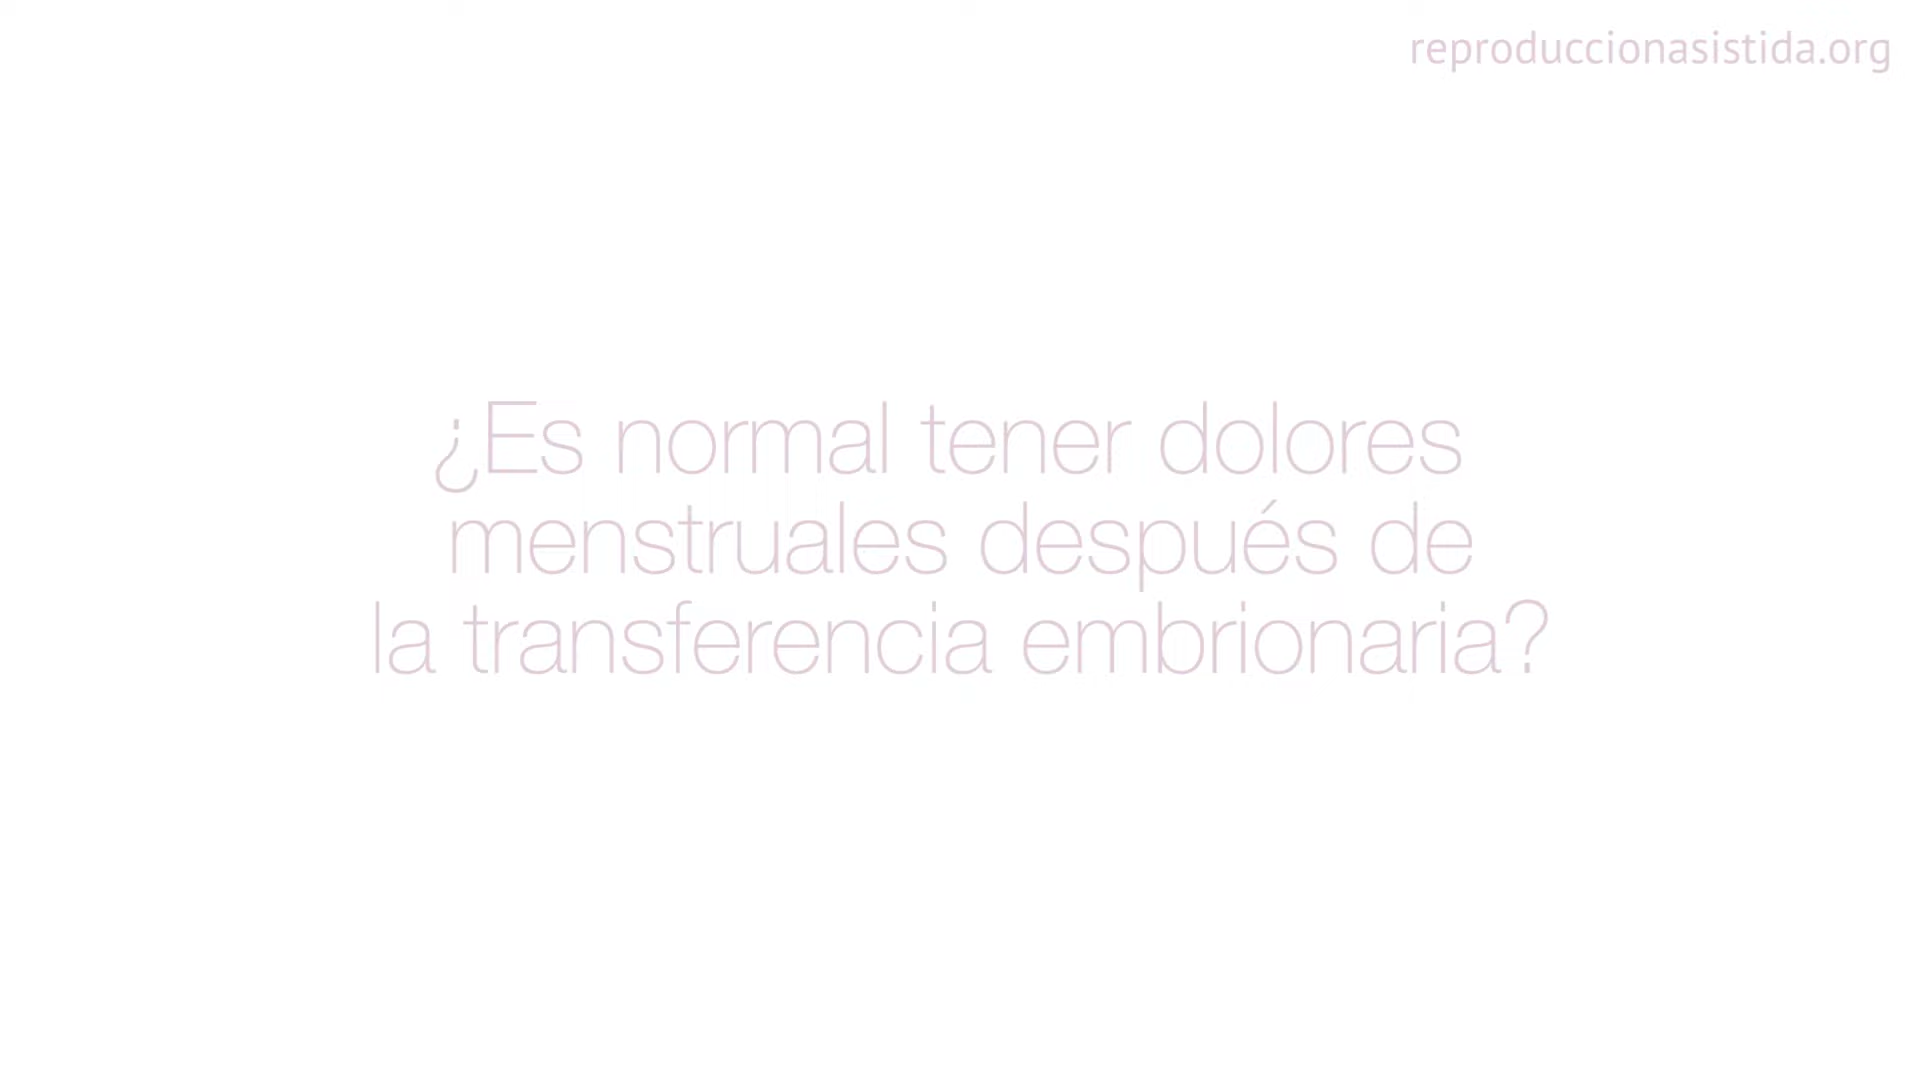 reproduccionasistida.org
¿Es normal tener dolores
menstruales después de
la transferencia embrionaria?